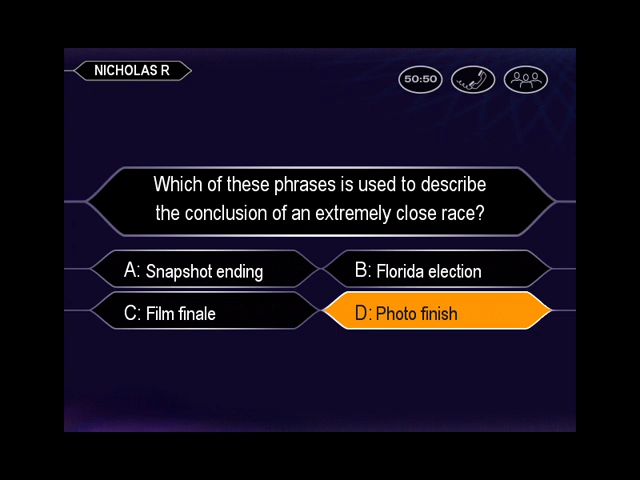 NICHOLAS R
50:50
Which of these phrases is used to describe
the conclusion of an extremely close race?
A: Snapshot ending
B: Florida election
C: Film finale
D: Photo finish